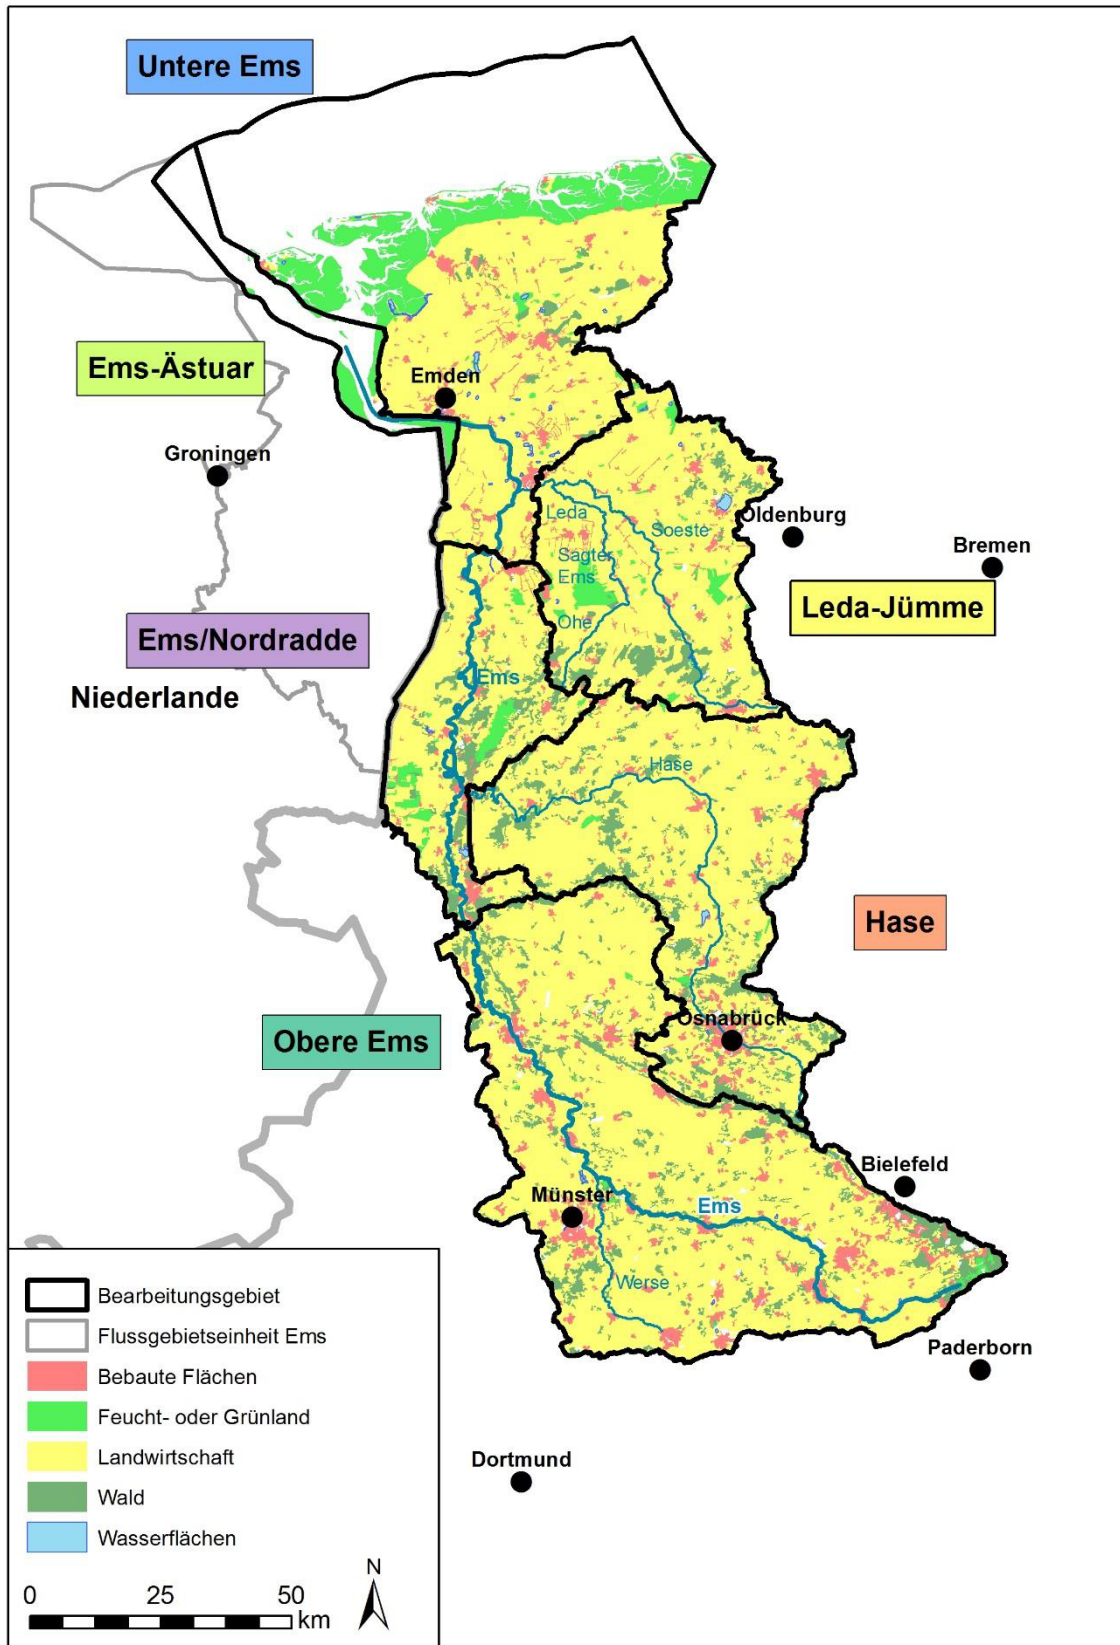 Untere Ems
Ems-Ästuar
Emden
Groningen
Leda
Soeste
Oldenburg
Sagter
Ems
Bremen
Leda-Jümme
Ohe
Ems/Nordradde
Ems
Niederlande
Hase
Hase
Osnabrück
Obere Ems
Bielefeld
Münster
Ems
Werse
Paderborn
Dortmund
Bearbeitungsgebiet
Flussgebietseinheit Ems
Bebaute Flächen
Feucht- oder Grünland
Landwirtschaft
Wald
Wasserflächen
N
0 25 50
km